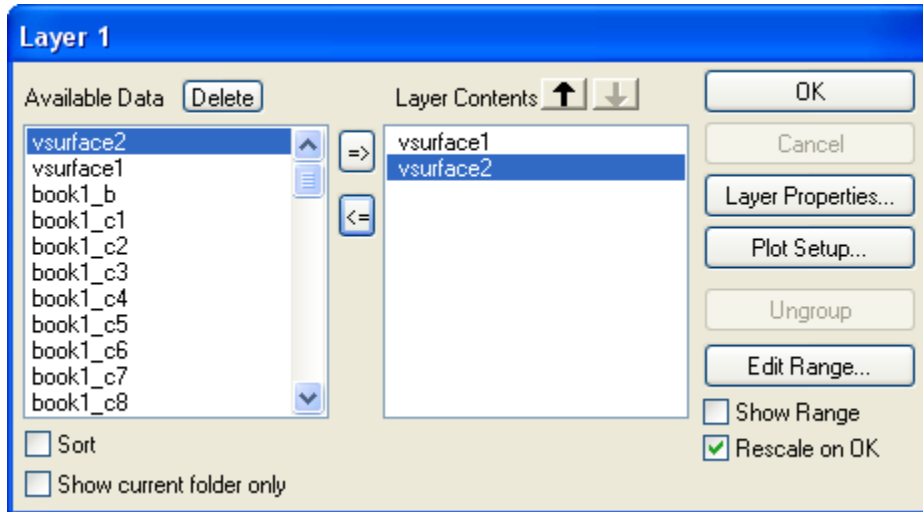 Layer 1
Available Data
Delete
Layer Contents
vsurface2
vsurface1
book1_b
book1_c1
book1_c2
book1_c3
book1_c4
book1_c5
book1_c6
book1_c7
book1_c8
=>
<=
vsurface1
vsurface2
OK
Cancel
Layer Properties...
Plot Setup...
Ungroup
Edit Range...
Show Range
Rescale on OK
Sort
Show current folder only